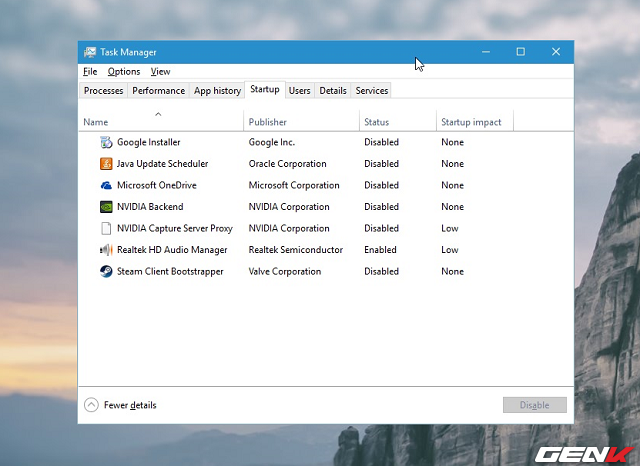 Task Manager
File Options View
Processes Performance App history Startup Users Details Services
Name Publisher Status Startup impact
Google Installer Google Inc. Disabled None
Java Update Scheduler Oracle Corporation Disabled None
Microsoft OneDrive Microsoft Corporation Disabled None
NVIDIA Backend NVIDIA Corporation Disabled None
NVIDIA Capture Server Proxy NVIDIA Corporation Disabled Low
Realtek HD Audio Manager Realtek Semiconductor Enabled Low
Steam Client Bootstrapper Valve Corporation Disabled None
Fewer details Disable
GENK